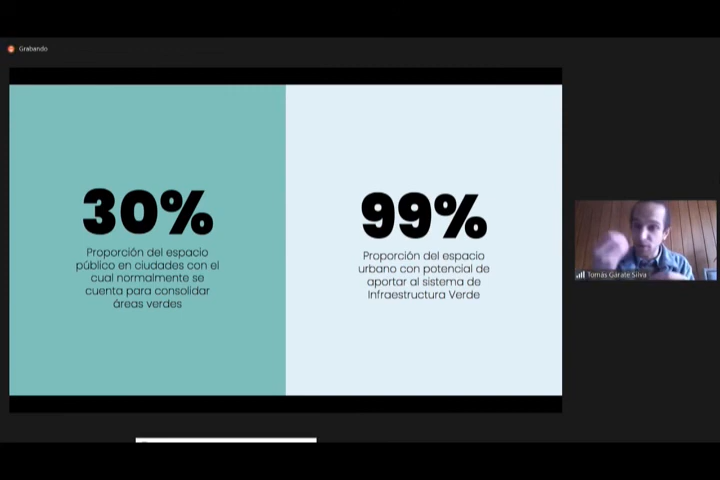 Grabando
30%
Proporción del espacio
público en ciudades con el
cual normalmente se
cuenta para consolidar
áreas verdes
99%
Proporción del espacio
urbano con potencial de
aportar al sistema de
Infraestructura Verde
Tomás Gárate Silva